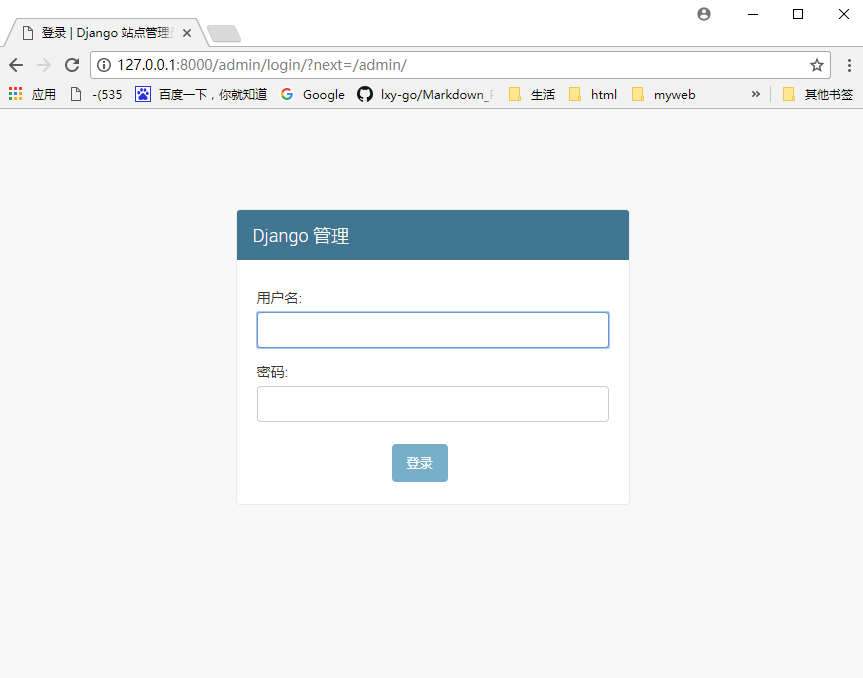 登录 | Django 站点管理
127.0.0.1:8000/admin/login/?next=/admin/
应用 -(535 百度一下，你就知道 Google lxy-go/Markdown_ 生活 html myweb » 其他书签
Django 管理
用户名:
密码:
登录